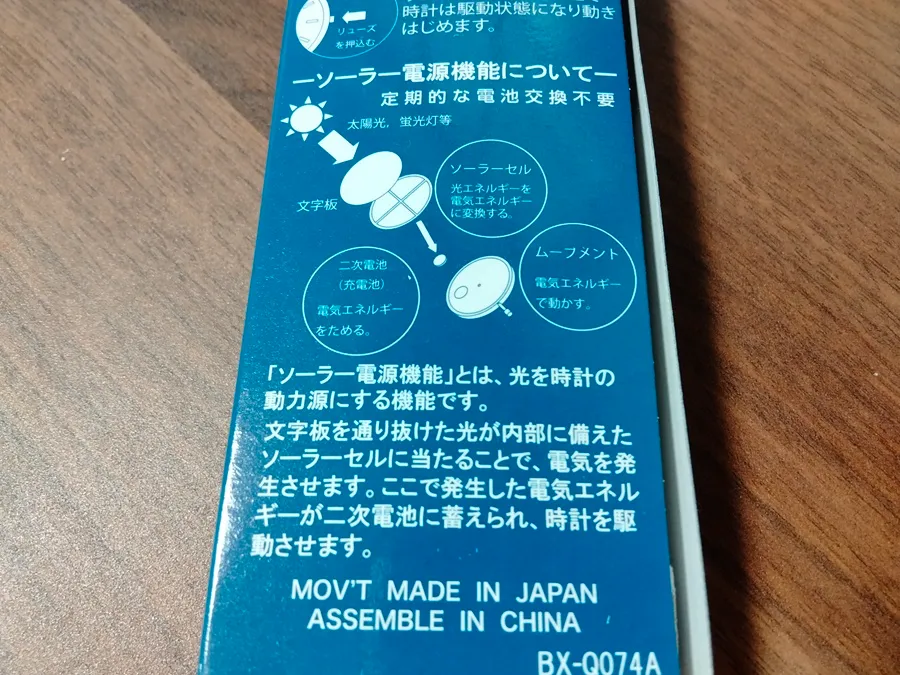 リューズ
を押込む
時計は駆動状態になり動き
はじめます。
ーソーラー電源機能についてー
定期的な電池交換不要
太陽光, 蛍光灯等
文字板
ソーラーセル
光エネルギーを
電気エネルギー
に変換する。
ムーブメント
電気エネルギー
で動かす。
二次電池
(充電池)
電気エネルギー
をためる。
「ソーラー電源機能」とは、光を時計の
動力源にする機能です。
文字板を通り抜けた光が内部に備えた
ソーラーセルに当たることで、電気を発
生させます。ここで発生した電気エネル
ギーが二次電池に蓄えられ、時計を駆
動させます。
MOV'T MADE IN JAPAN
ASSEMBLE IN CHINA
BX-Q074A